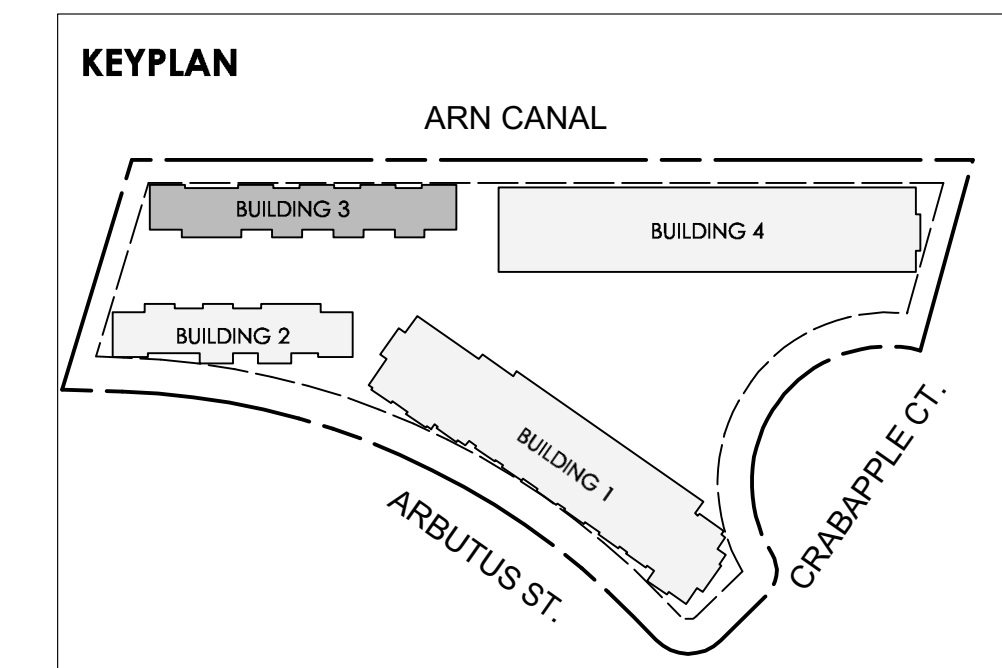 KEYPLAN
ARN CANAL
BUILDING 3
BUILDING 4
BUILDING 2
BUILDING 1
ARBUTUS ST.
CRABAPPLE CT.